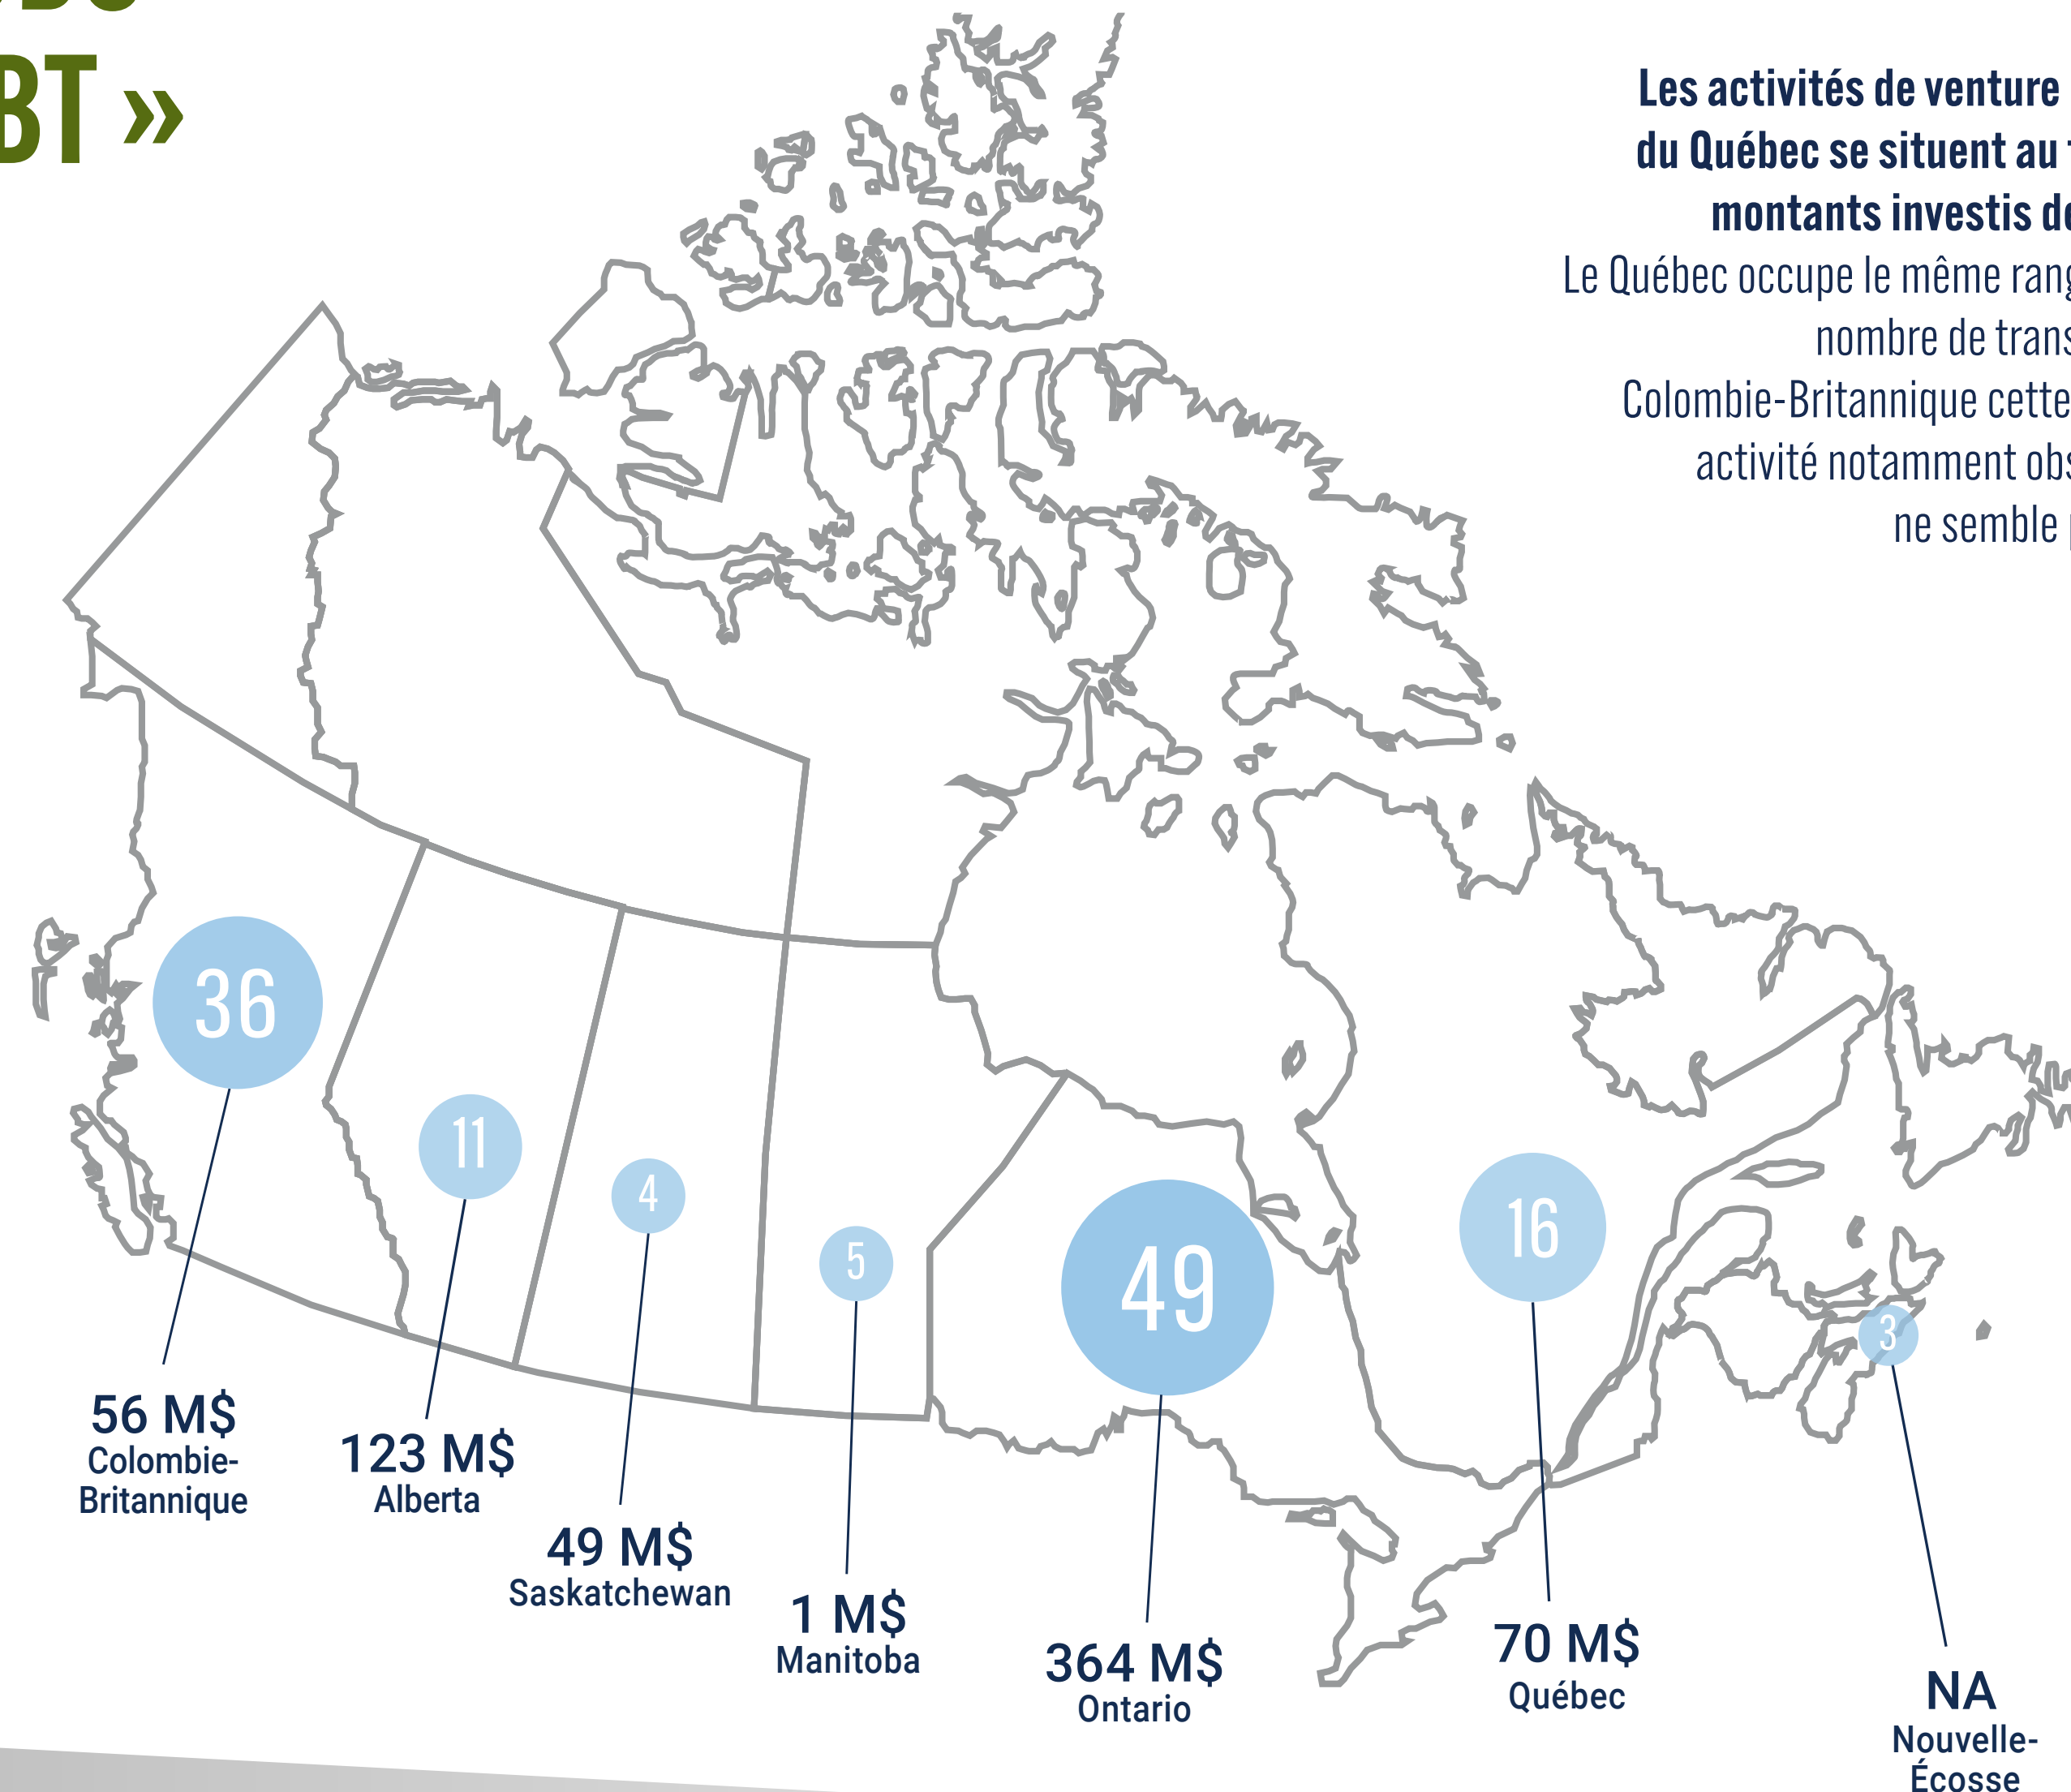 BT »
Les activités de venture
du Québec se situent au
montants investis
Le Québec occupe le même rang
nombre de
Colombie-Britannique cette
activité notamment
ne semble
36
11
4
5
49
16
3
56 M$
Colombie-
Britannique
123 M$
Alberta
49 M$
Saskatchewan
1 M$
Manitoba
364 M$
Ontario
70 M$
Québec
NA
Nouvelle-
Écosse